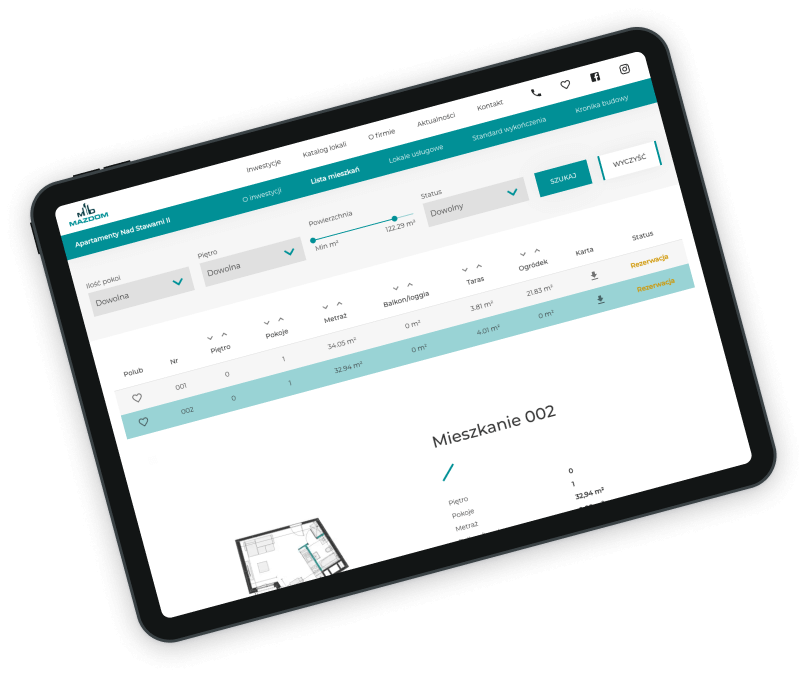 Inwestycje Katalog lokali O firmie Aktualności Kontakt
MAZDOM
Apartamenty Nad Stawami II O inwestycji Lista mieszkań Lokale usługowe Standard wykończenia Kronika budowy
Ilość pokoi Piętro Powierzchnia Status
Dowolna Dowolna Min m² 122.29 m² Dowolny SZUKAJ WYCZYŚĆ
Polub Nr Piętro Pokoje Metraż Balkon/loggia Taras Ogródek Karta Status
001 0 1 34.05 m² 0 m² 3.81 m² 21.83 m² Rezerwacja
002 0 1 32.94 m² 0 m² 4.01 m² 0 m² Rezerwacja
Mieszkanie 002
Piętro 0
Pokoje 1
Metraż 32,94 m²